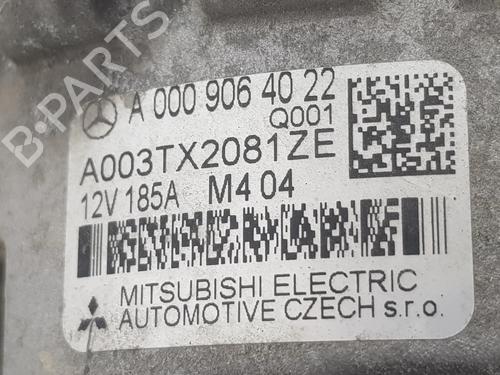 A 000 906 40 22
Q001
A003TX2081ZE
12V 185A M4 04
MITSUBISHI ELECTRIC
AUTOMOTIVE CZECH s.r.o.
B-PARTS